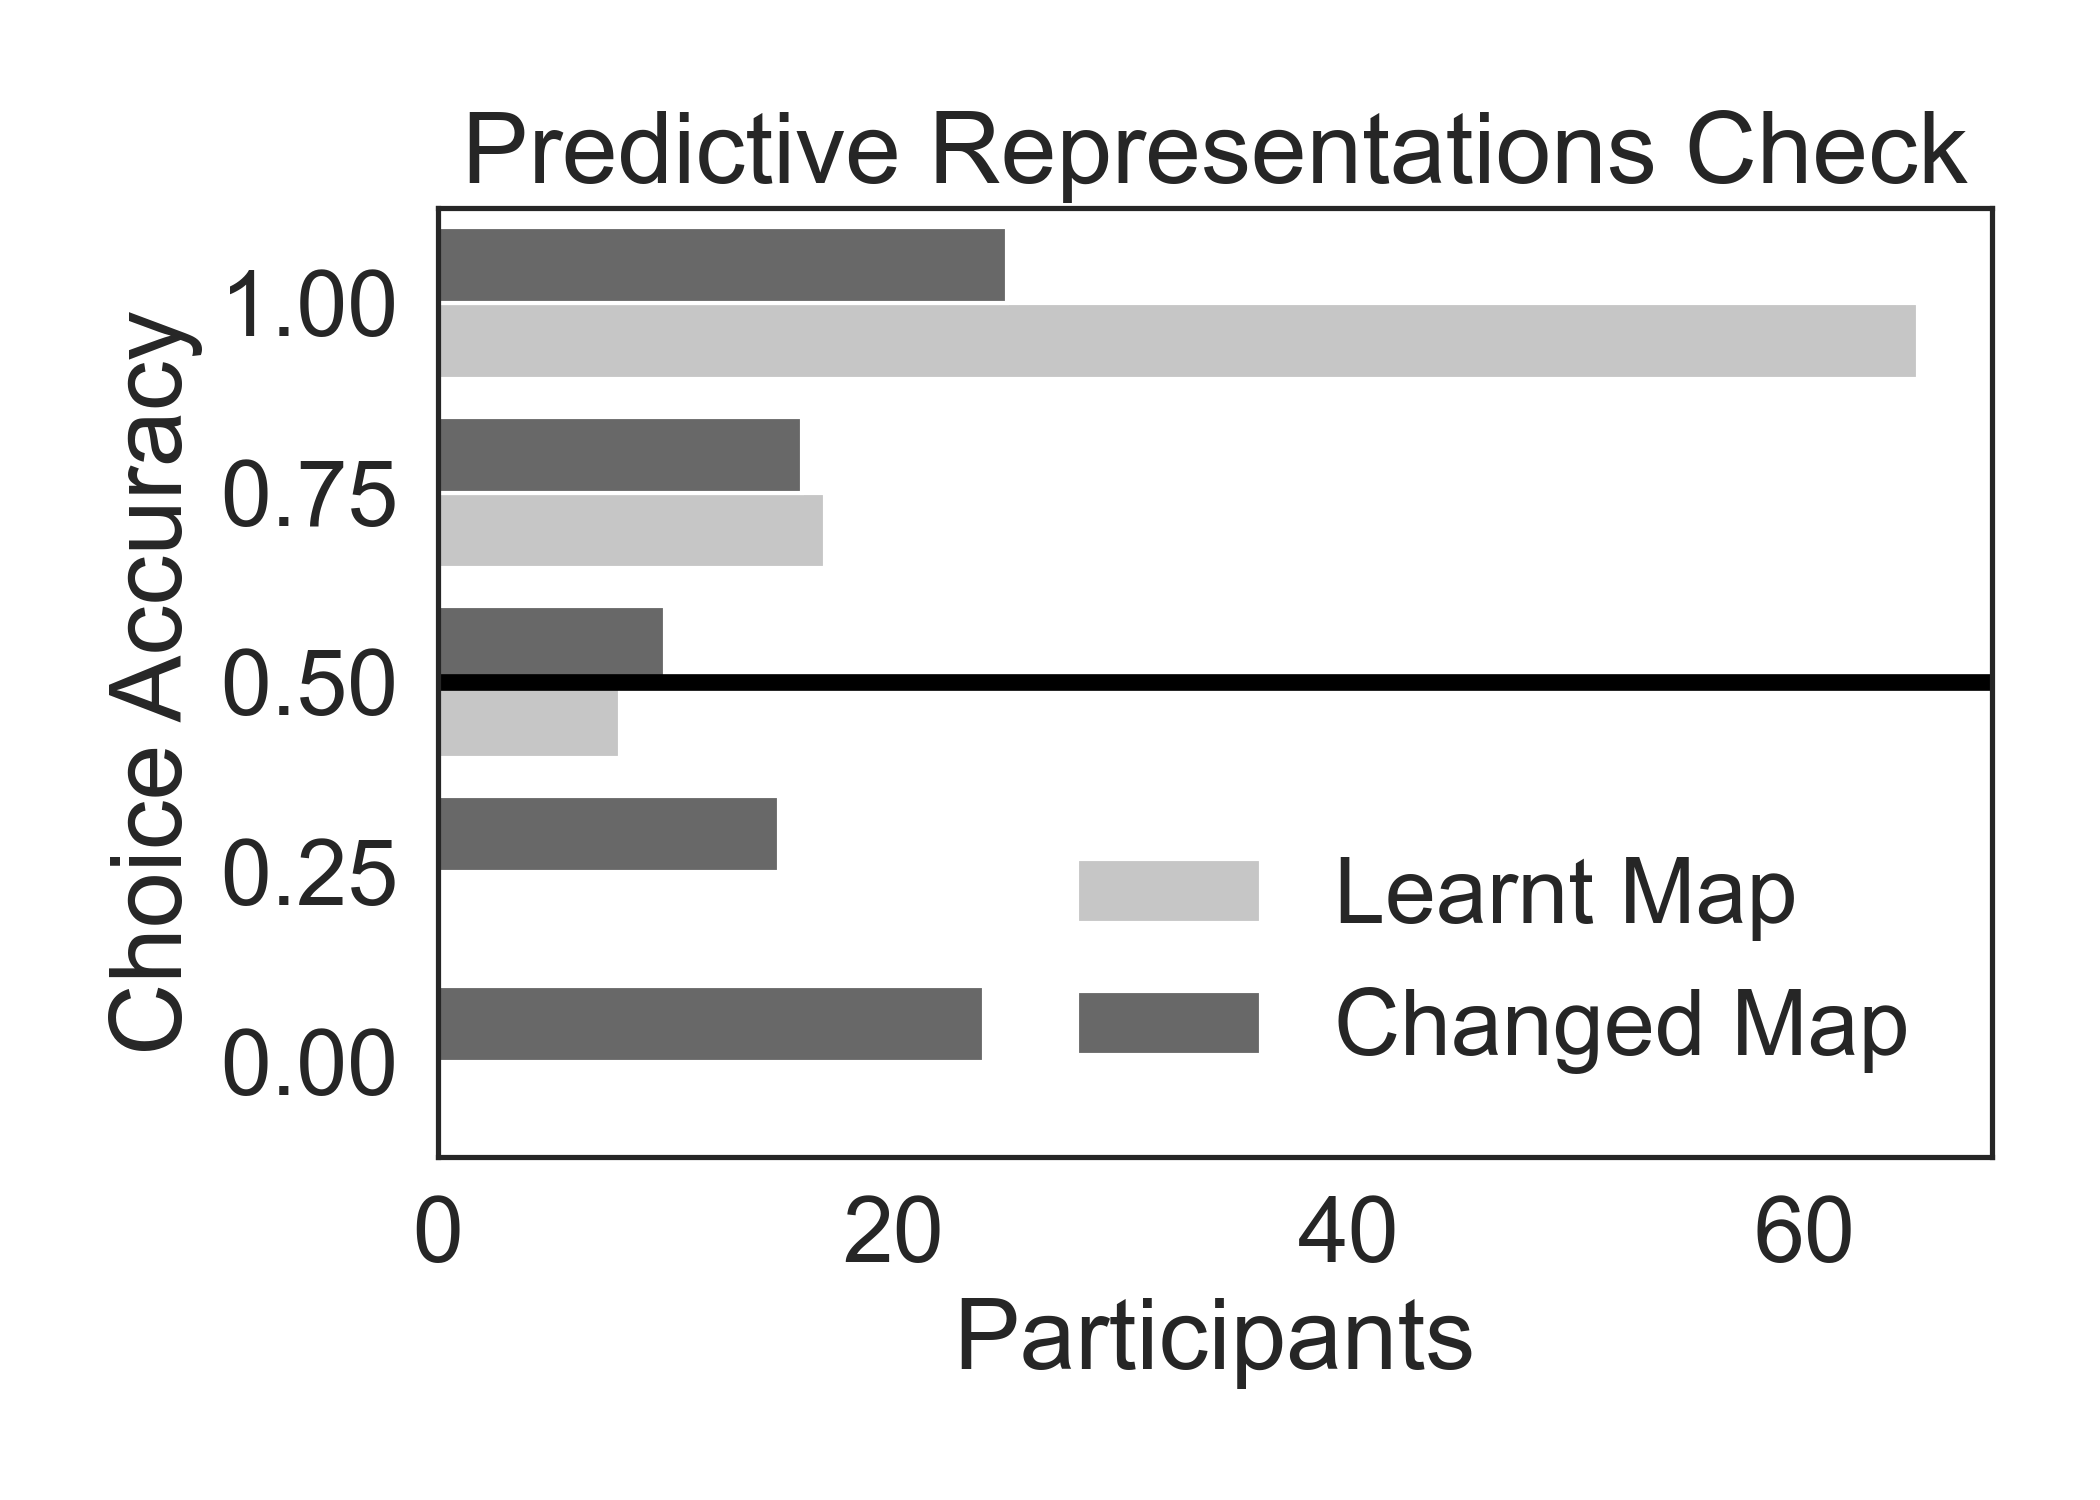 Predictive Representations Check
Choice Accuracy
1.00
0.75
0.50
0.25
0.00
Learnt Map
Changed Map
0 20 40 60
Participants